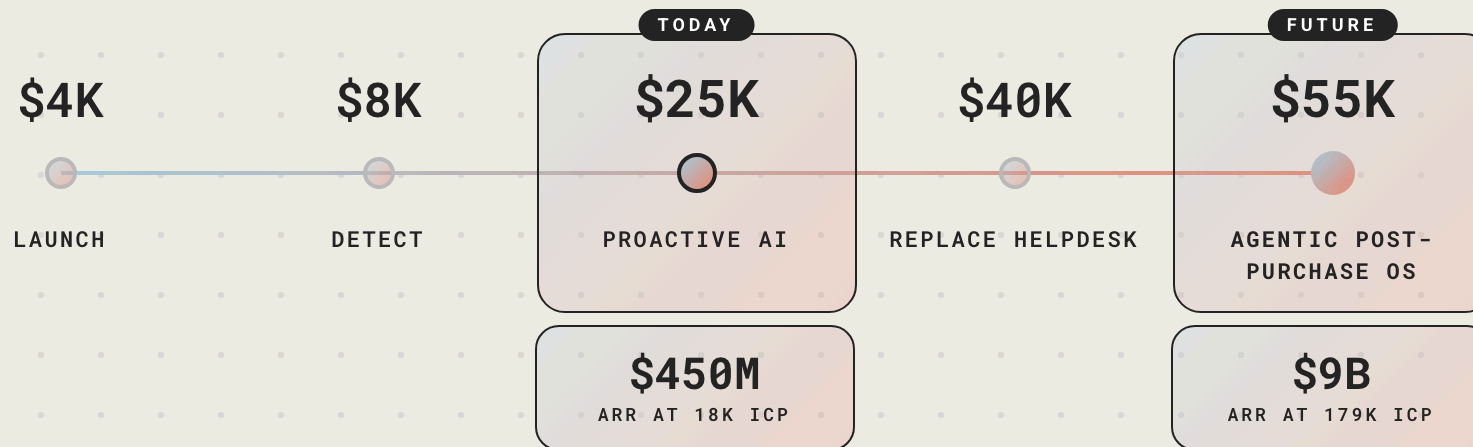 TODAY
FUTURE
$4K
$8K
$25K
$40K
$55K
LAUNCH
DETECT
PROACTIVE AI
REPLACE HELPDESK
AGENTIC POST-
PURCHASE OS
$450M
$9B
ARR AT 18K ICP
ARR AT 179K ICP